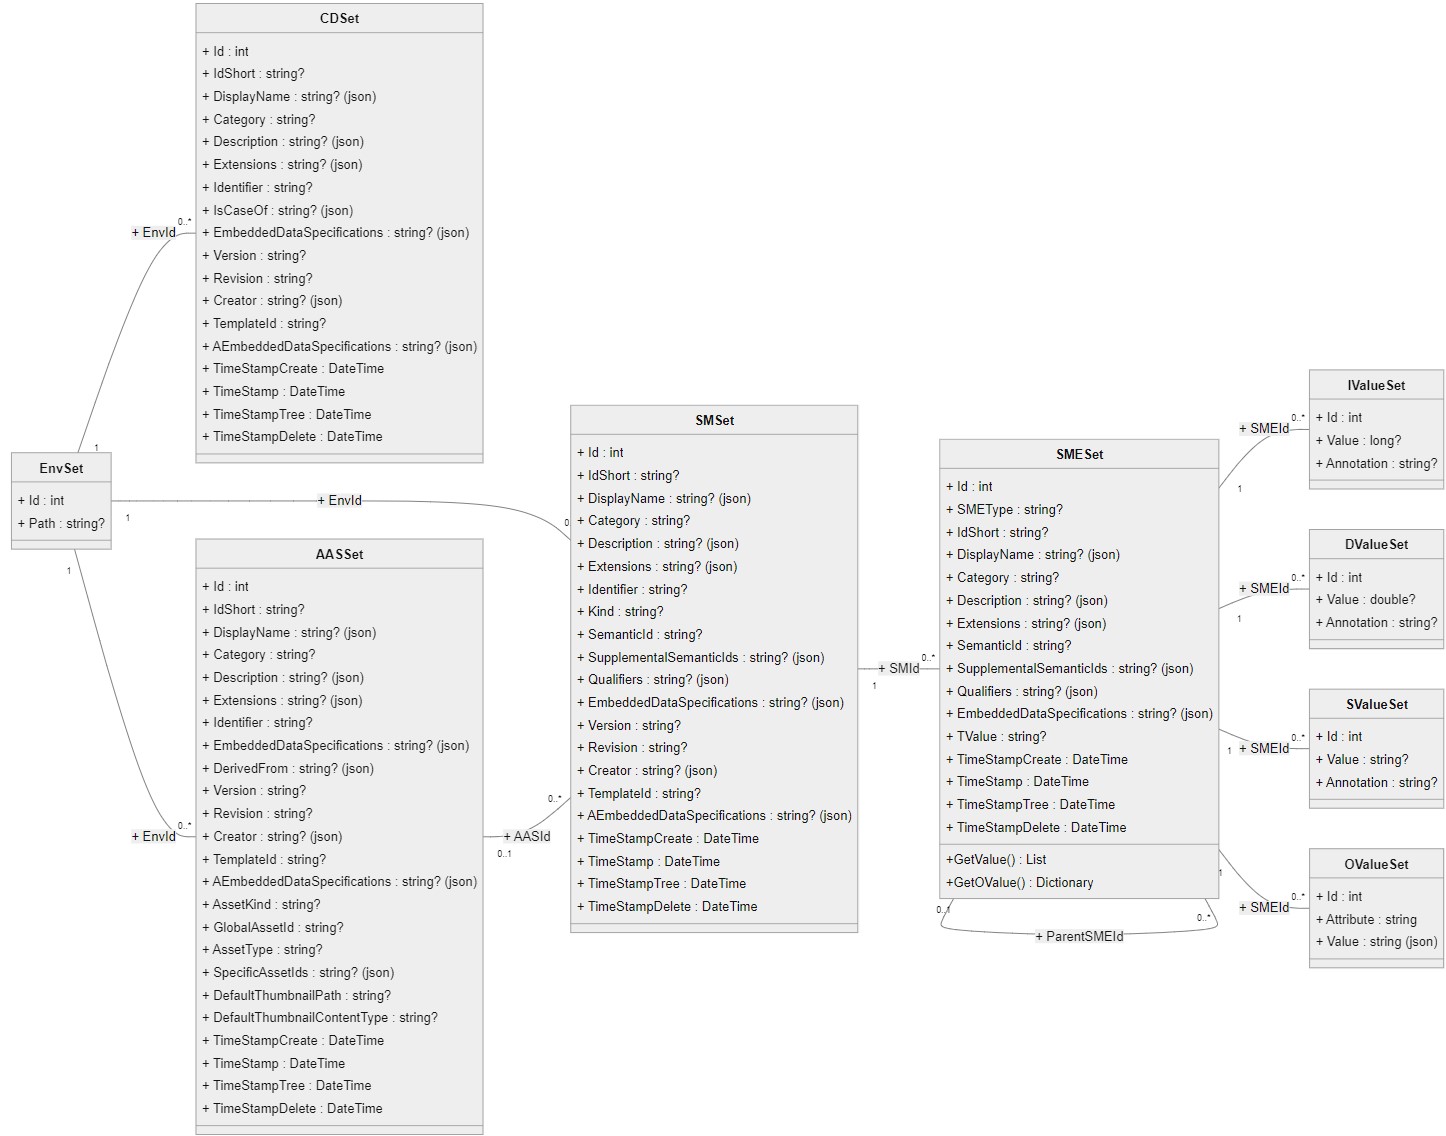 CDSet
+ Id : int
+ IdShort : string?
+ DisplayName : string? (json)
+ Category : string?
+ Description : string? (json)
+ Extensions : string? (json)
+ Identifier : string?
+ IsCaseOf : string? (json)
+ EmbeddedDataSpecifications : string? (json)
+ Version : string?
+ Revision : string?
+ Creator : string? (json)
+ TemplateId : string?
+ AEmbeddedDataSpecifications : string? (json)
+ TimeStampCreate : DateTime
+ TimeStamp : DateTime
+ TimeStampTree : DateTime
+ TimeStampDelete : DateTime
0..*
+ EnvId
1
EnvSet
+ Id : int
+ Path : string?
1
+ EnvId
0
1
+ EnvId
0..*
AASSet
+ Id : int
+ IdShort : string?
+ DisplayName : string? (json)
+ Category : string?
+ Description : string? (json)
+ Extensions : string? (json)
+ Identifier : string?
+ EmbeddedDataSpecifications : string? (json)
+ DerivedFrom : string? (json)
+ Version : string?
+ Revision : string?
+ Creator : string? (json)
+ TemplateId : string?
+ AEmbeddedDataSpecifications : string? (json)
+ AssetKind : string?
+ GlobalAssetId : string?
+ AssetType : string?
+ SpecificAssetIds : string? (json)
+ DefaultThumbnailPath : string?
+ DefaultThumbnailContentType : string?
+ TimeStampCreate : DateTime
+ TimeStamp : DateTime
+ TimeStampTree : DateTime
+ TimeStampDelete : DateTime
0..*
+ AASId
0..1
SMSet
+ Id : int
+ IdShort : string?
+ DisplayName : string? (json)
+ Category : string?
+ Description : string? (json)
+ Extensions : string? (json)
+ Identifier : string?
+ Kind : string?
+ SemanticId : string?
+ SupplementalSemanticIds : string? (json)
+ Qualifiers : string? (json)
+ EmbeddedDataSpecifications : string? (json)
+ Version : string?
+ Revision : string?
+ Creator : string? (json)
+ TemplateId : string?
+ AEmbeddedDataSpecifications : string? (json)
+ TimeStampCreate : DateTime
+ TimeStamp : DateTime
+ TimeStampTree : DateTime
+ TimeStampDelete : DateTime
0..*
+ SMId
1
SMESet
+ Id : int
+ SMEType : string?
+ IdShort : string?
+ DisplayName : string? (json)
+ Category : string?
+ Description : string? (json)
+ Extensions : string? (json)
+ SemanticId : string?
+ SupplementalSemanticIds : string? (json)
+ Qualifiers : string? (json)
+ EmbeddedDataSpecifications : string? (json)
+ TValue : string?
+ TimeStampCreate : DateTime
+ TimeStamp : DateTime
+ TimeStampTree : DateTime
+ TimeStampDelete : DateTime
+GetValue() : List
+GetOValue() : Dictionary
0..1
0..*
+ ParentSMEId
0..*
+ SMEId
1
IValueSet
+ Id : int
+ Value : long?
+ Annotation : string?
0..*
+ SMEId
1
DValueSet
+ Id : int
+ Value : double?
+ Annotation : string?
0..*
+ SMEId
1
SValueSet
+ Id : int
+ Value : string?
+ Annotation : string?
1
0..*
+ SMEId
OValueSet
+ Id : int
+ Attribute : string
+ Value : string (json)